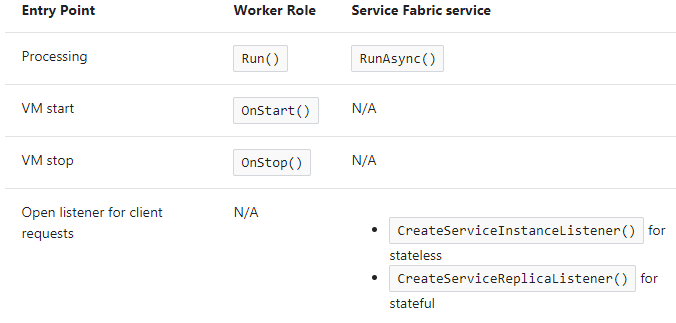 Entry Point Worker Role Service Fabric service
Processing Run() RunAsync()
VM start OnStart() N/A
VM stop OnStop() N/A
Open listener for client N/A
requests
• CreateServiceInstanceListener() for
stateless
• CreateServiceReplicaListener() for
stateful